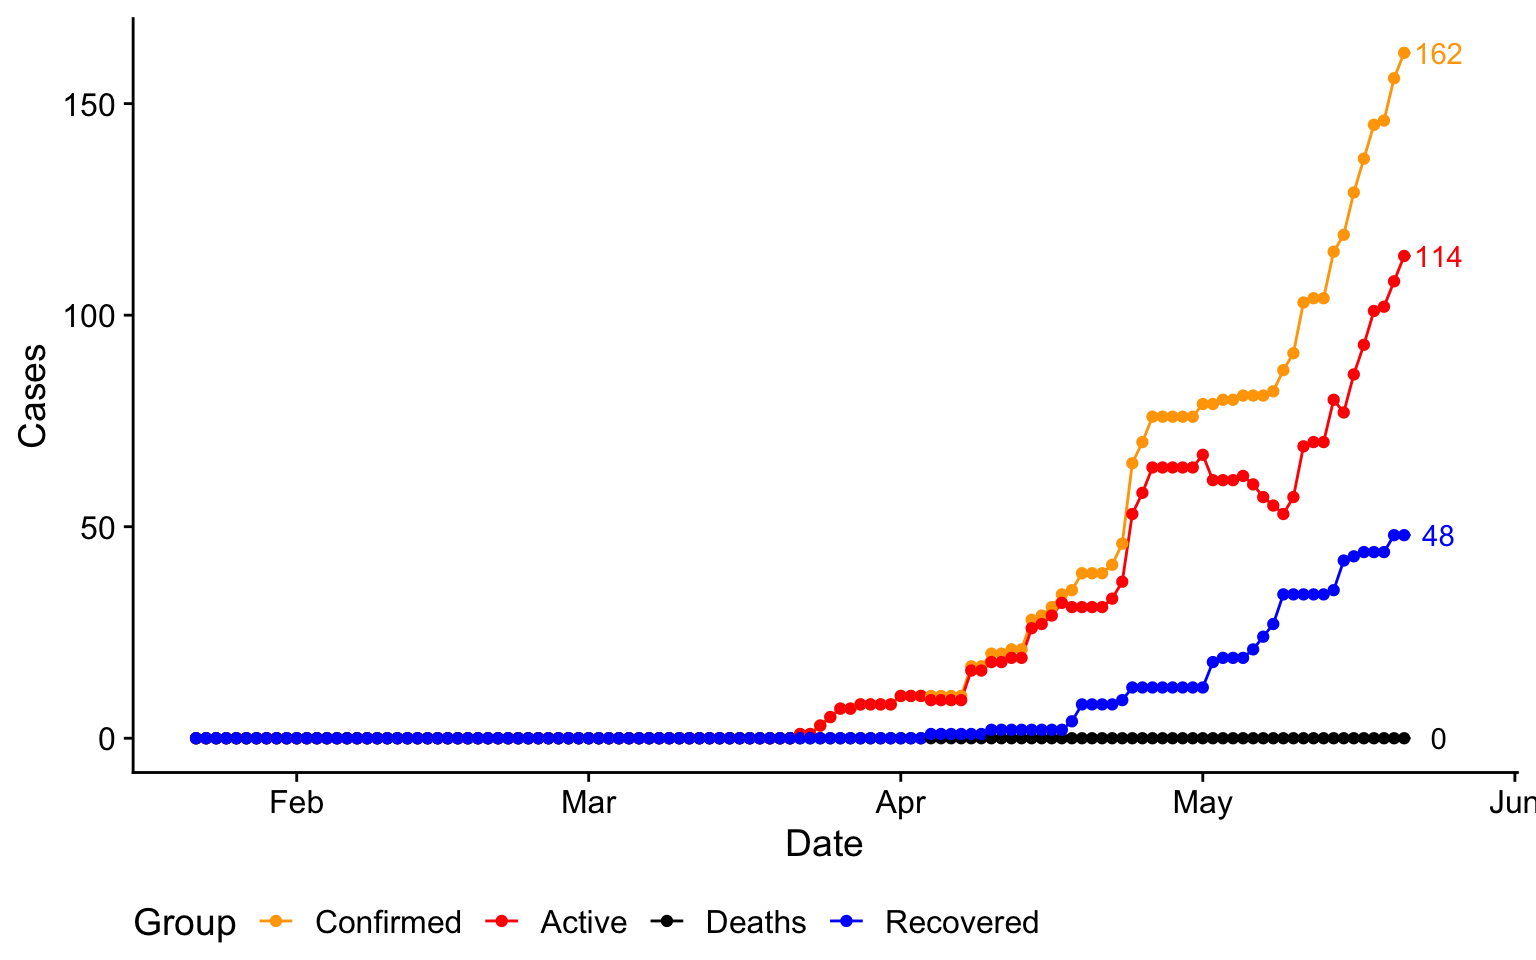 162
150
114
100
Cases
50
48
0
0
Feb Mar Apr May Jun
Date
Group Confirmed Active Deaths Recovered